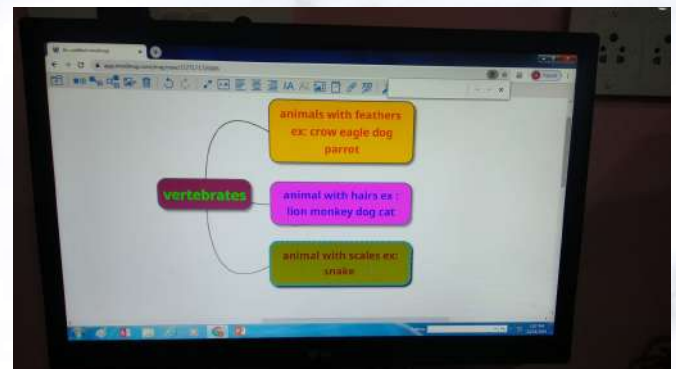 animals with feathers
ex: crow eagle dog
parrot
vertebrates
animal with hairs ex :
lion monkey dog cat
animal with scales ex:
snake